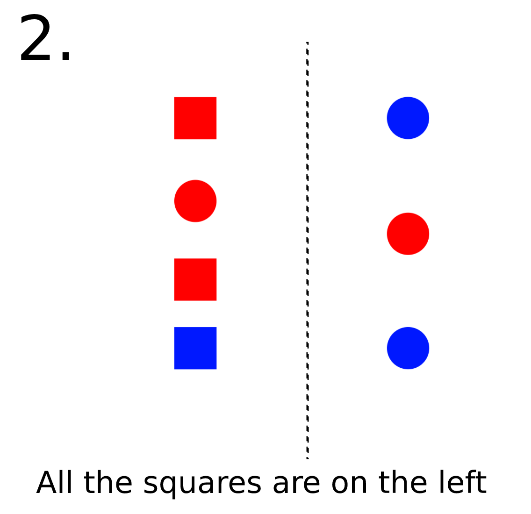 2.
All the squares are on the left